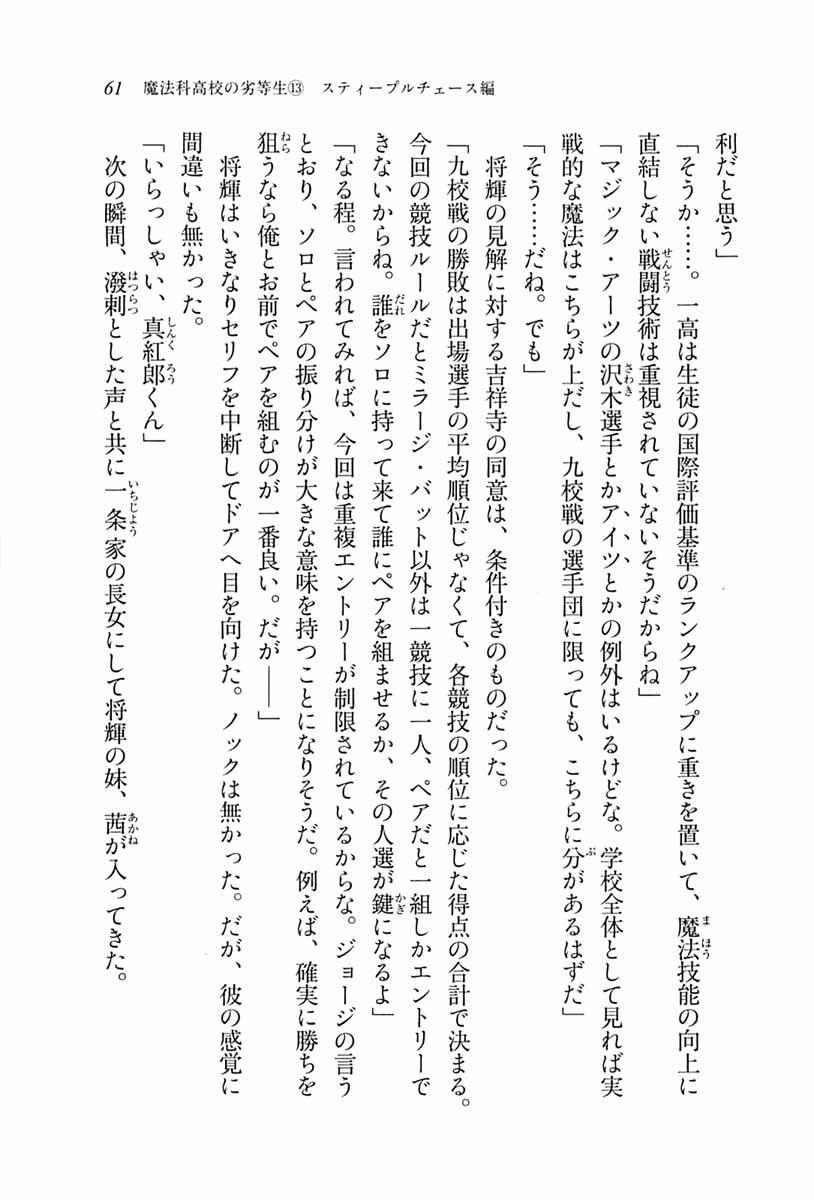 61　魔法科高校の劣等生⑬　スティープルチェース編
利だと思う」
「そうか……。一高は生徒の国際評価基準のランクアップに重きを置いて、魔法技能の向上に
直結しない戦闘技術は重視されていないそうだからね」
「マジック・アーツの沢木選手とかアイツとかの例外はいるけどな。学校全体として見れば実
戦的な魔法はこちらが上だし、九校戦の選手団に限っても、こちらに分があるはずだ」
「そう……だね。でも」
将輝の見解に対する吉祥寺の同意は、条件付きのものだった。
「九校戦の勝敗は出場選手の平均順位じゃなくて、各競技の順位に応じた得点の合計で決まる。
今回の競技ルールだとミラージ・バット以外は一競技に一人、ペアだと一組しかエントリーで
きないからね。誰をソロに持って来て誰にペアを組ませるか、その人選が鍵になるよ」
「なる程。言われてみれば、今回は重複エントリーが制限されているからな。ジョージの言う
とおり、ソロとペアの振り分けが大きな意味を持つことになりそうだ。例えば、確実に勝ちを
狙うなら俺とお前でペアを組むのが一番良い。だが――」
将輝はいきなりセリフを中断してドアへ目を向けた。ノックは無かった。だが、彼の感覚に
間違いも無かった。
「いらっしゃい、真紅郎くん」
次の瞬間、潑剌とした声と共に一条家の長女にして将輝の妹、茜が入ってきた。